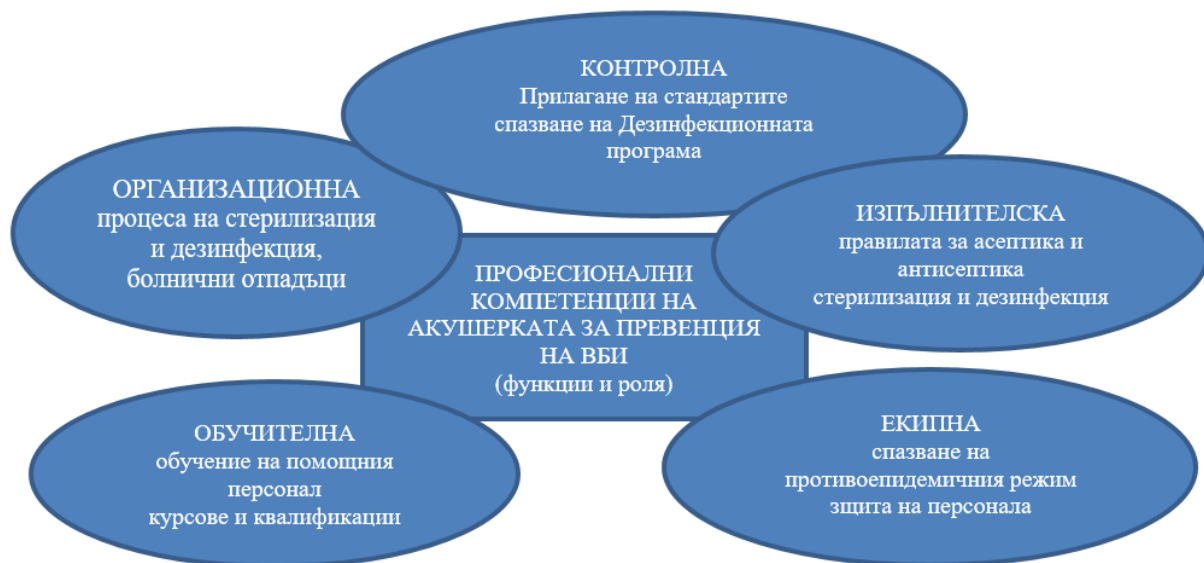 КОНТРОЛНА
Прилагане на стандартите
спазване на Дезинфекционната
програма
ОРГАНИЗАЦИОННА
процеса на стерилизация
и дезинфекция,
болнични отпадъци
ИЗПЪЛНИТЕЛСКА
правилата за асептика и
антисептика
стерилизация и дезинфекция
ПРОФЕСИОНАЛНИ
КОМПЕТЕНЦИИ НА
АКУШЕРКАТА ЗА ПРЕВЕНЦИЯ
НА ВБИ
(функции и роля)
ОБУЧИТЕЛНА
обучение на помощния
персонал
курсове и квалификации
ЕКИПНА
спазване на
противоепидемичния режим
зщита на персонала